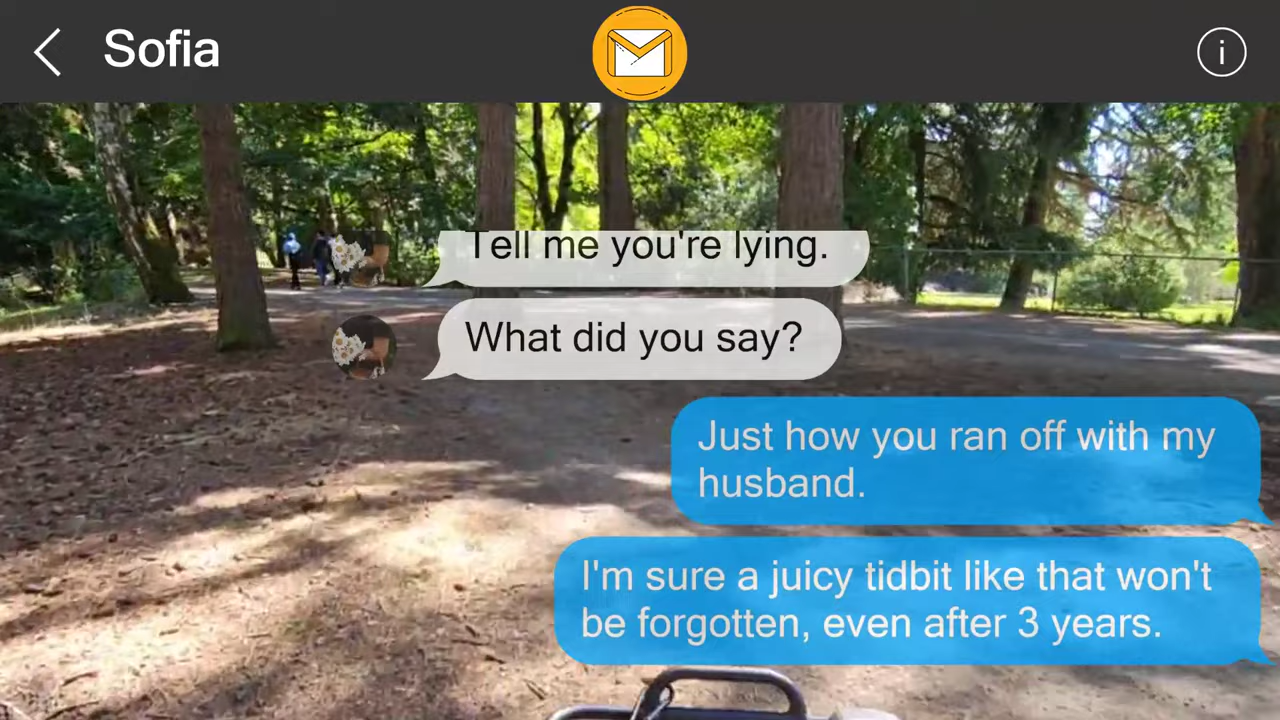 Sofia
i
Tell me you're lying.
What did you say?
Just how you ran off with my
husband.
I'm sure a juicy tidbit like that won't
be forgotten, even after 3 years.